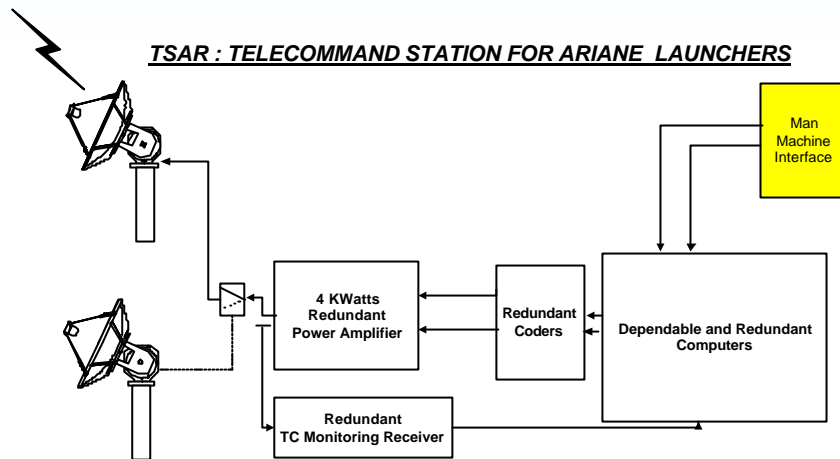 TSAR : TELECOMMAND STATION FOR ARIANE LAUNCHERS
Man
Machine
Interface
4 KWatts
Redundant
Power Amplifier
Redundant
Coders
Dependable and Redundant
Computers
Redundant
TC Monitoring Receiver